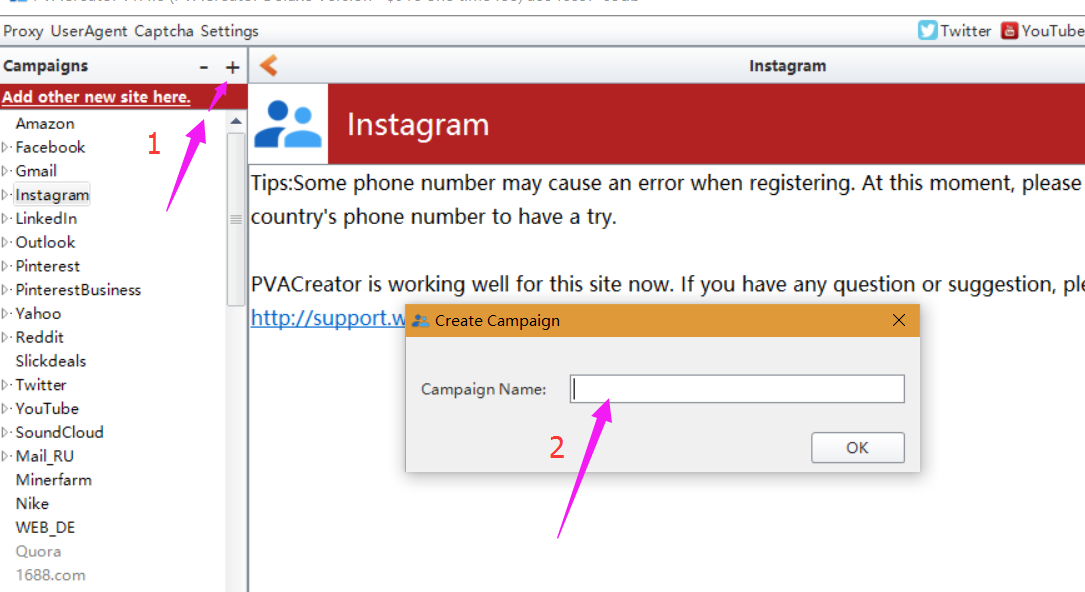 Proxy UserAgent Captcha Settings
Twitter YouTube
Campaigns - +
Instagram
Add other new site here.
Amazon
Facebook
Gmail
Instagram
LinkedIn
Outlook
Pinterest
PinterestBusiness
Yahoo
Reddit
Slickdeals
Twitter
YouTube
SoundCloud
Mail_RU
Minerfarm
Nike
WEB_DE
Quora
1688.com
1
Instagram
Tips:Some phone number may cause an error when registering. At this moment, please
country's phone number to have a try.
PVACreator is working well for this site now. If you have any question or suggestion, ple
http://support.w
Create Campaign
Campaign Name:
2
OK